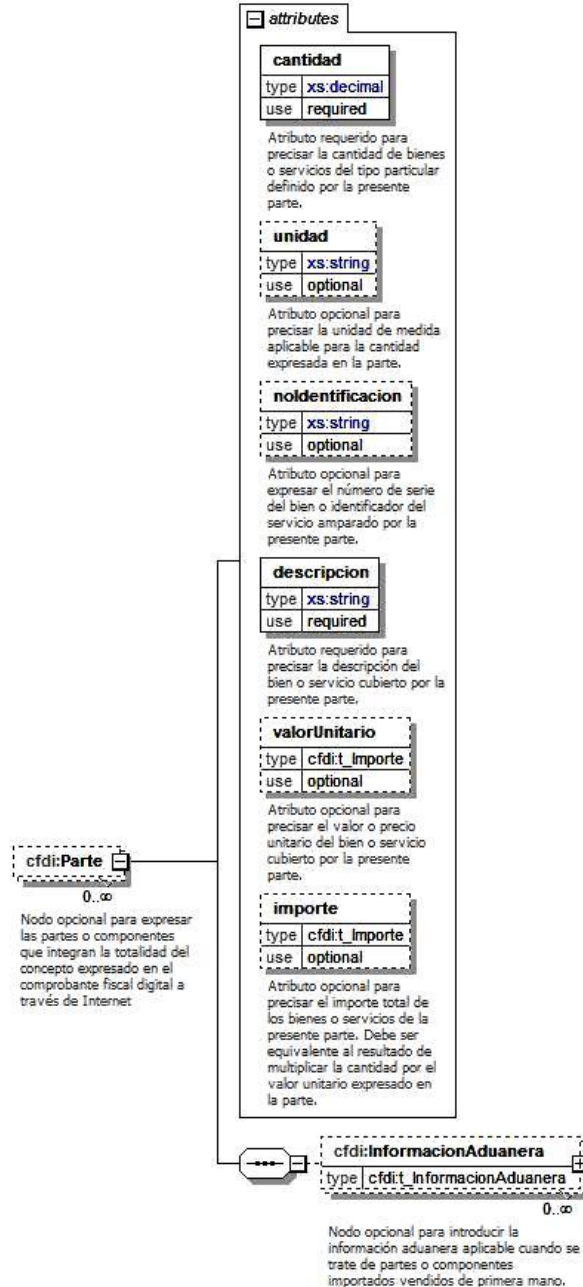 attributes
cantidad
type xs:decimal
use required
Atributo requerido para
precisar la cantidad de bienes
o servicios del tipo particular
definido por la presente
parte.
unidad
type xs:string
use optional
Atributo opcional para
precisar la unidad de medida
aplicable para la cantidad
expresada en la parte.
noIdentificacion
type xs:string
use optional
Atributo opcional para
expresar el número de serie
del bien o identificador del
servicio amparado por la
presente parte.
descripcion
type xs:string
use required
Atributo requerido para
precisar la descripción del
bien o servicio cubierto por la
presente parte.
valorUnitario
type cfdi:t_Importe
use optional
Atributo opcional para
precisar el valor o precio
unitario del bien o servicio
cubierto por la presente
parte.
cfdi:Parte
0..∞
Nodo opcional para expresar
las partes o componentes
que integran la totalidad del
concepto expresado en el
comprobante fiscal digital a
través de Internet
importe
type cfdi:t_Importe
use optional
Atributo opcional para
precisar el importe total de
los bienes o servicios de la
presente parte. Debe ser
equivalente al resultado de
multiplicar la cantidad por el
valor unitario expresado en
la parte.
cfdi:InformacionAduanera
type cfdi:t_InformacionAduanera
0..∞
Nodo opcional para introducir la
información aduanera aplicable cuando se
trate de partes o componentes
importados vendidos de primera mano.